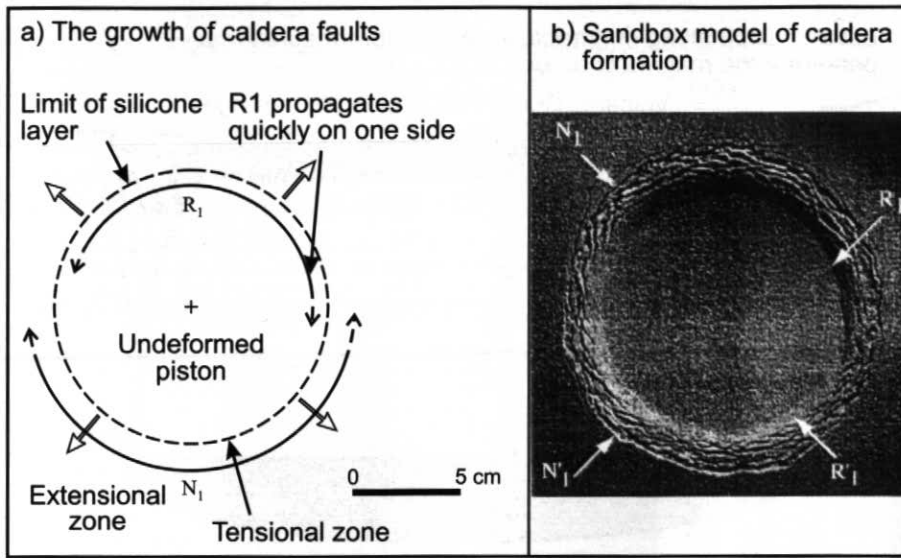 a) The growth of caldera faults
Limit of silicone
layer
R1 propagates
quickly on one side
R₁
+
Undeformed
piston
N₁
Extensional
zone
Tensional zone
0 5 cm
b) Sandbox model of caldera
formation
N₁
R₁
N'₁
R'₁